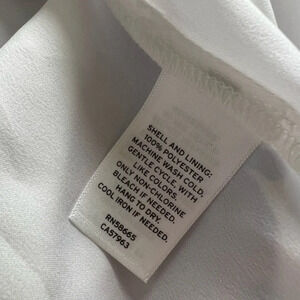 SHELL AND LINING:
100% POLYESTER
MACHINE WASH COLD.
GENTLE CYCLE. WITH
LIKE COLORS.
ONLY NON-CHLORINE
BLEACH IF NEEDED.
HANG TO DRY.
COOL IRON IF NEEDED.
RN58665
CA57963